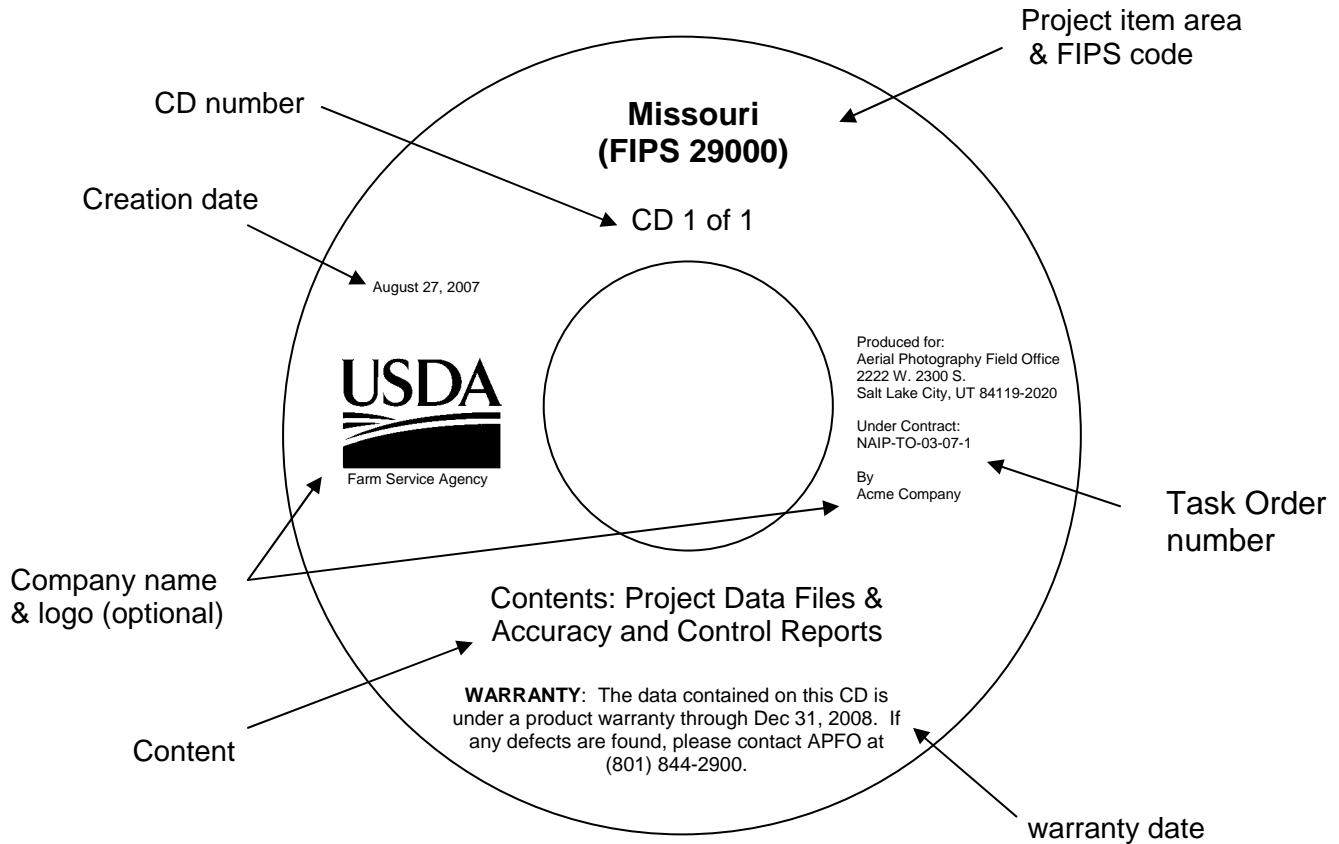 Project item area
& FIPS code
CD number
Missouri
(FIPS 29000)
Creation date
CD 1 of 1
August 27, 2007
USDA
Farm Service Agency
Produced for:
Aerial Photography Field Office
2222 W. 2300 S.
Salt Lake City, UT 84119-2020
Under Contract:
NAIP-TO-03-07-1
By
Acme Company
Task Order
number
Company name
& logo (optional)
Contents: Project Data Files &
Accuracy and Control Reports
Content
WARRANTY: The data contained on this CD is
under a product warranty through Dec 31, 2008. If
any defects are found, please contact APFO at
(801) 844-2900.
warranty date